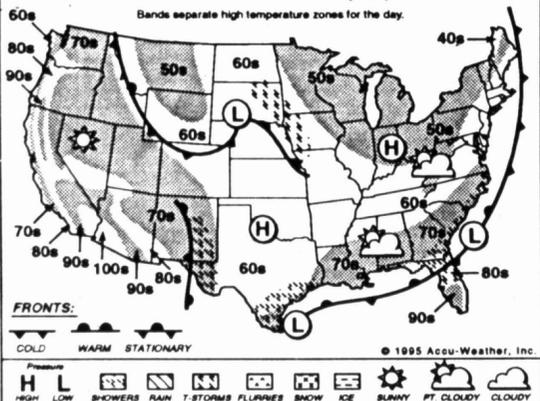 Bands separate high temperature zones for the day.
60s
70s
40s
80s
50s
60s
50s
90s
L
60s
H
50s
60s
70s
H
70s
L
70s
80s
60s
70s
80s
90s
100s
90s
80s
90s
L
FRONTS:
COLD WARM STATIONARY
© 1995 Accu-Weather, Inc.
Pressure
H L
HIGH LOW SHOWERS RAIN T-STORMS FLURRIES SNOW ICE SUNNY PT. CLOUDY CLOUDY